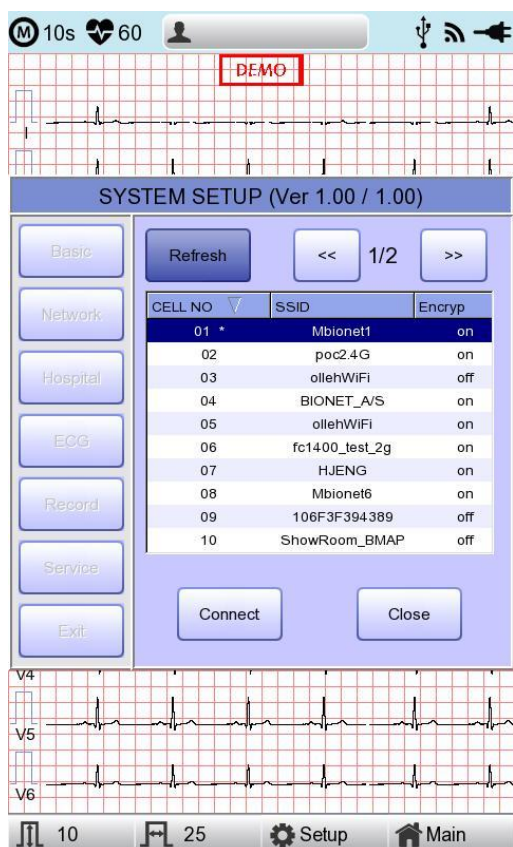 M 10s 60
DEMO
I
SYSTEM SETUP (Ver 1.00 / 1.00)
Basic
Refresh << 1/2 >>
Network
Hospital
ECG
Record
Service
Exit
CELL NO SSID Encryp
01 * Mbionet1 on
02 poc2.4G on
03 ollehWiFi off
04 BIONET_A/S on
05 ollehWiFi on
06 fc1400_test_2g on
07 HJENG on
08 Mbionet6 on
09 106F3F394389 off
10 ShowRoom_BMAP off
Connect Close
V4
V5
V6
10 25 Setup Main